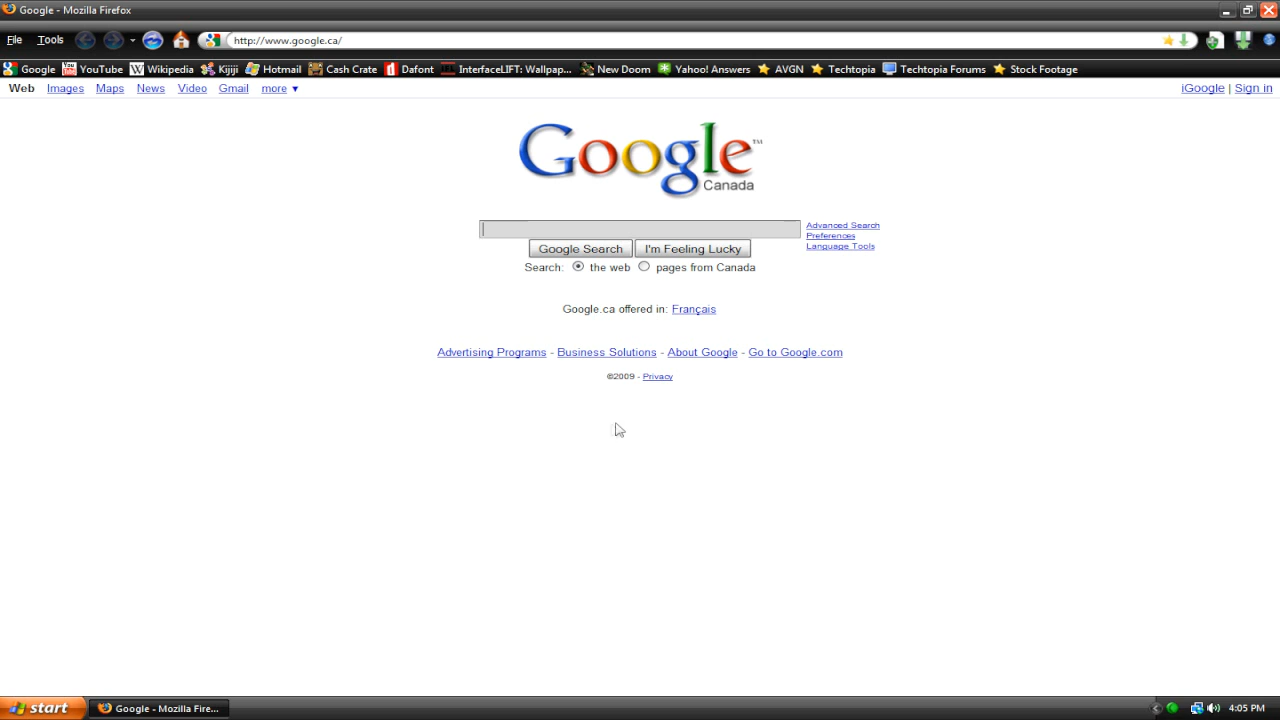 Google - Mozilla Firefox
File Tools http://www.google.ca/
Google YouTube Wikipedia Kijiji Hotmail Cash Crate Dafont InterfaceLIFT: Wallpap... New Doom Yahoo! Answers AVGN Techtopia Techtopia Forums Stock Footage
Web Images Maps News Video Gmail more ▼ iGoogle | Sign in
Google™
Canada
Advanced Search
Preferences
Language Tools
Google Search I'm Feeling Lucky
Search: the web pages from Canada
Google.ca offered in: Français
Advertising Programs - Business Solutions - About Google - Go to Google.com
©2009 - Privacy
start Google - Mozilla Fire... 4:05 PM